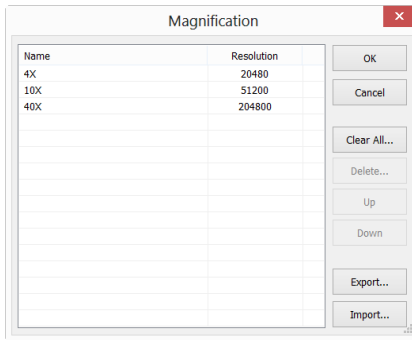 Magnification
Name Resolution
4X 20480
10X 51200
40X 204800
OK
Cancel
Clear All...
Delete...
Up
Down
Export...
Import...